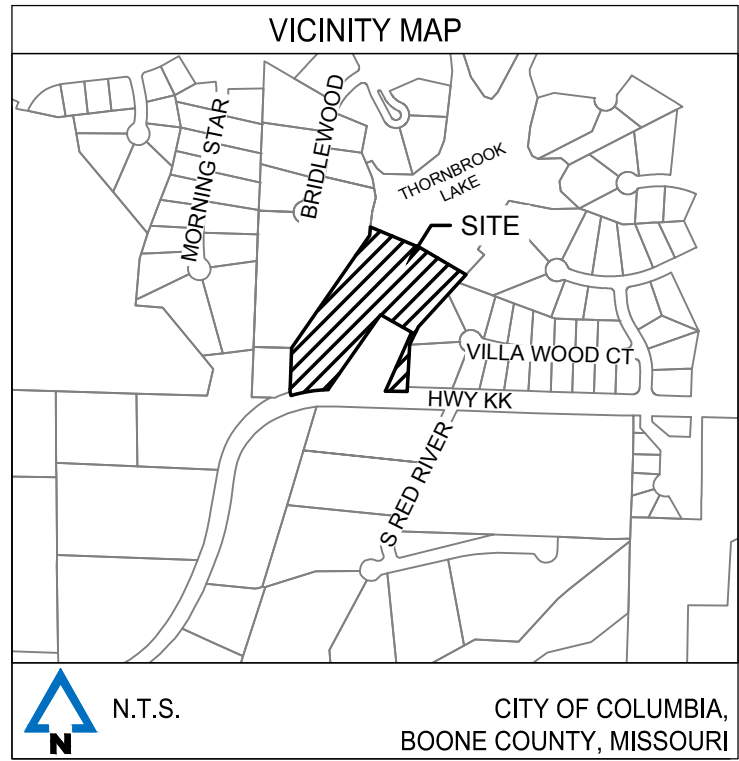 VICINITY MAP
MORNING STAR
BRIDLEWOOD
THORNBROOK
LAKE
SITE
VILLA WOOD CT
HWY KK
S RED RIVER
N
N.T.S.
CITY OF COLUMBIA,
BOONE COUNTY, MISSOURI